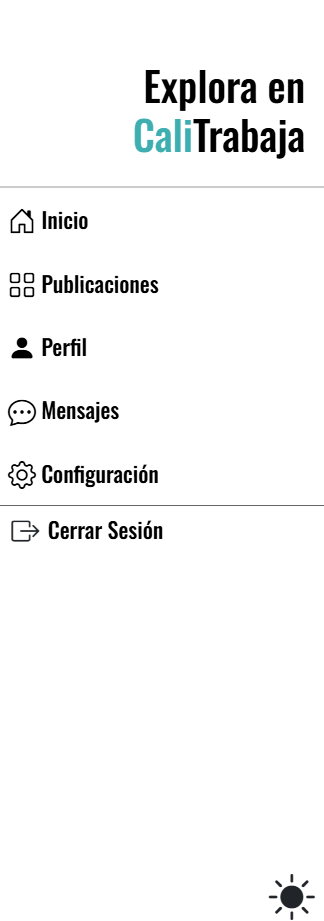 Explora en
CaliTrabaja
Inicio
Publicaciones
Perfil
Mensajes
Configuración
Cerrar Sesión